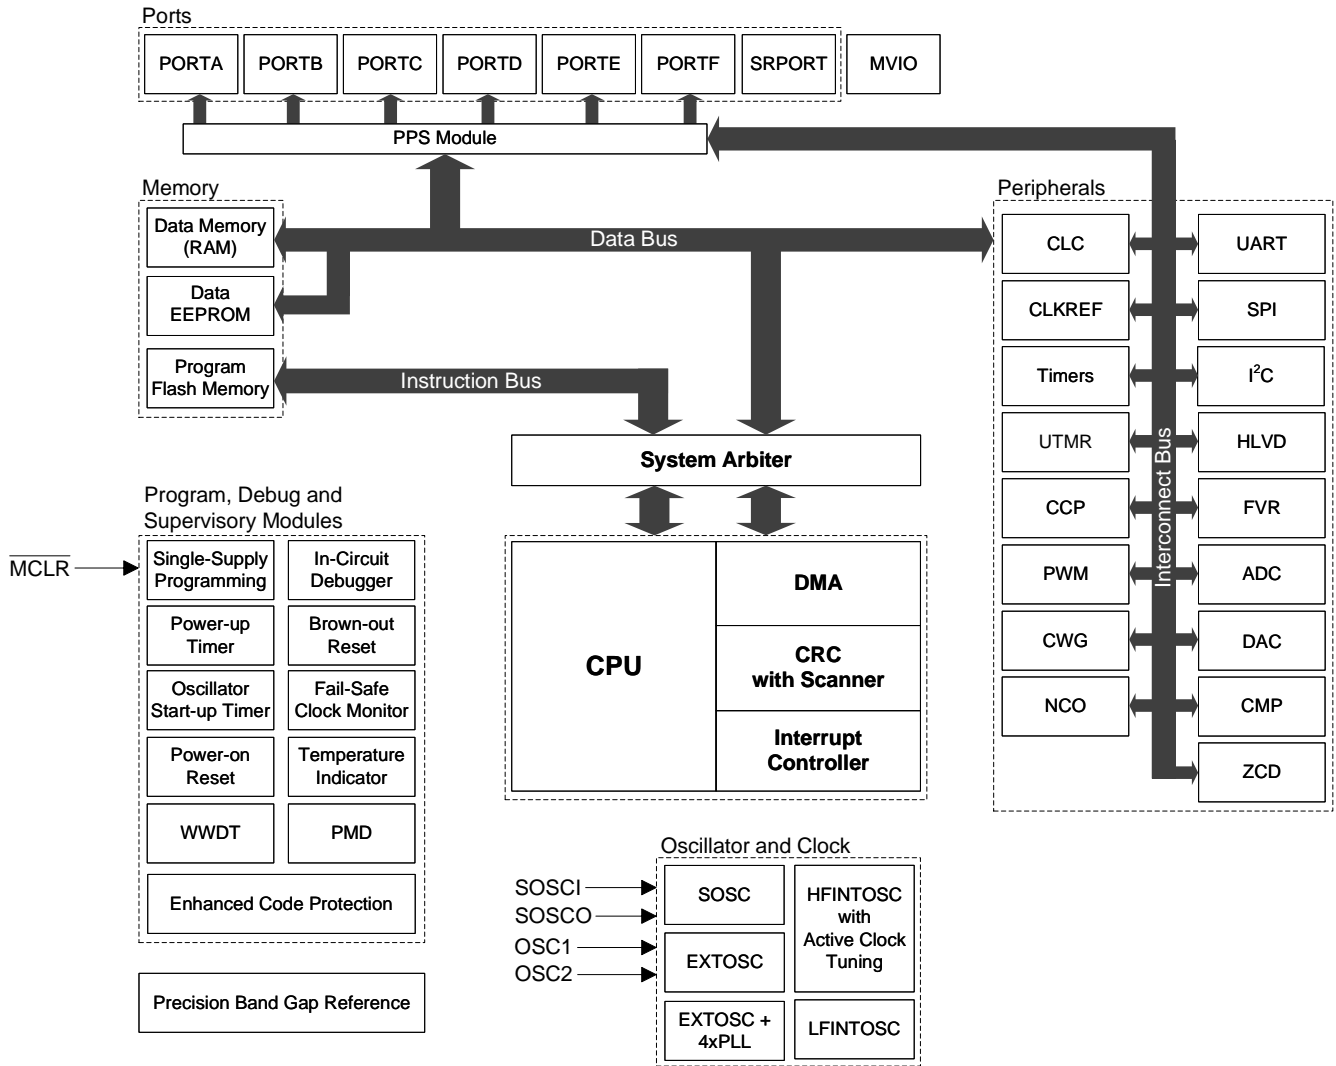 Ports
PORTA
PORTB
PORTC
PORTD
PORTE
PORTF
SRPORT
MVIO
PPS Module
Memory
Data Memory
(RAM)
Data
EEPROM
Program
Flash Memory
Data Bus
Instruction Bus
System Arbiter
CPU
DMA
CRC
with Scanner
Interrupt
Controller
Peripherals
CLC
UART
CLKREF
SPI
Timers
I²C
UTMR
HLVD
CCP
FVR
PWM
ADC
CWG
DAC
NCO
CMP
ZCD
Interconnect Bus
Program, Debug and
Supervisory Modules
MCLR
Single-Supply
Programming
In-Circuit
Debugger
Power-up
Timer
Brown-out
Reset
Oscillator
Start-up Timer
Fail-Safe
Clock Monitor
Power-on
Reset
Temperature
Indicator
WWDT
PMD
Enhanced Code Protection
Precision Band Gap Reference
Oscillator and Clock
SOSCI
SOSCO
OSC1
OSC2
SOSC
HFINTOSC
with
Active Clock
Tuning
EXTOSC
EXTOSC +
4xPLL
LFINTOSC